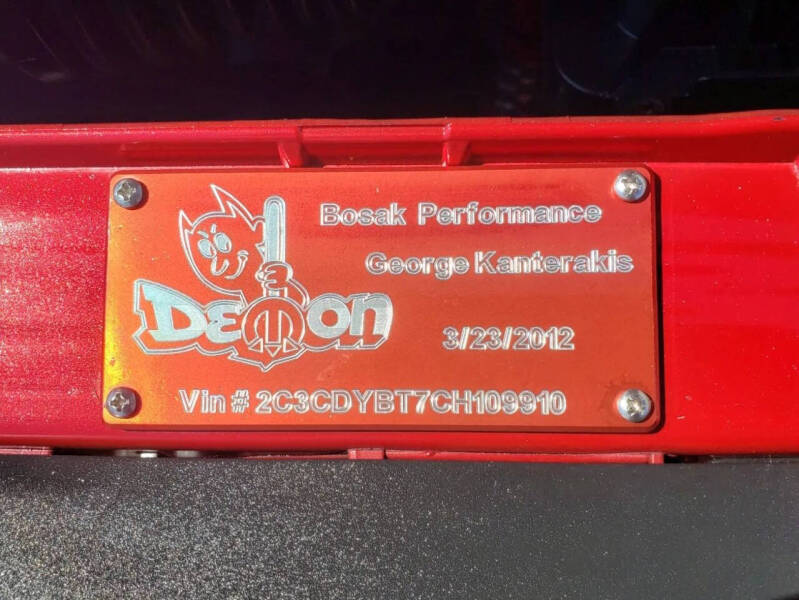 Bosak Performance
George Kanterakis
DEMON
3/23/2012
Vin # 2C3CDYBT7CH109910